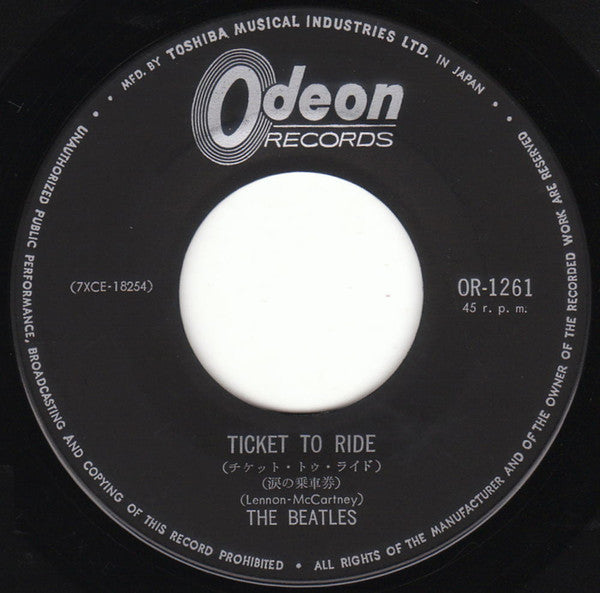 • • MFD. BY TOSHIBA MUSICAL INDUSTRIES LTD. IN JAPAN • •
Odeon
RECORDS
(7XCE-18254)
OR-1261
45 r. p. m.
TICKET TO RIDE
(チケット・トゥ・ライド)
(涙の乗車券)
(Lennon-McCartney)
THE BEATLES
UNAUTHORIZED PUBLIC PERFORMANCE, BROADCASTING AND COPYING OF THIS RECORD PROHIBITED • ALL RIGHTS OF THE MANUFACTURER AND OF THE OWNER OF THE RECORDED WORK ARE RESERVED